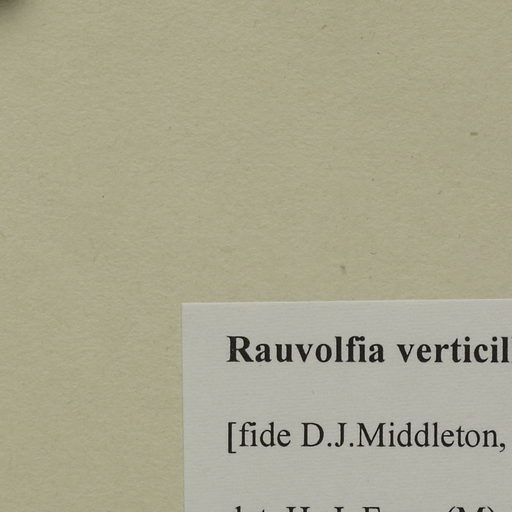 Rauvolfia verticil
[fide D.J.Middleton,